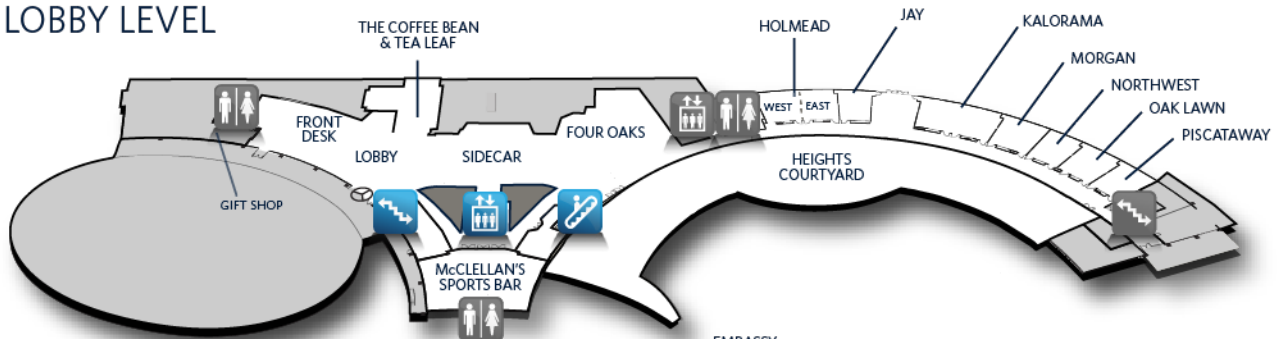 LOBBY LEVEL
THE COFFEE BEAN
& TEA LEAF
HOLMEAD
JAY
KALORAMA
MORGAN
NORTHWEST
OAK LAWN
PISCATAWAY
WEST
EAST
FRONT
DESK
LOBBY
SIDECAR
FOUR OAKS
HEIGHTS
COURTYARD
GIFT SHOP
McCLELLAN'S
SPORTS BAR
EMBASSY